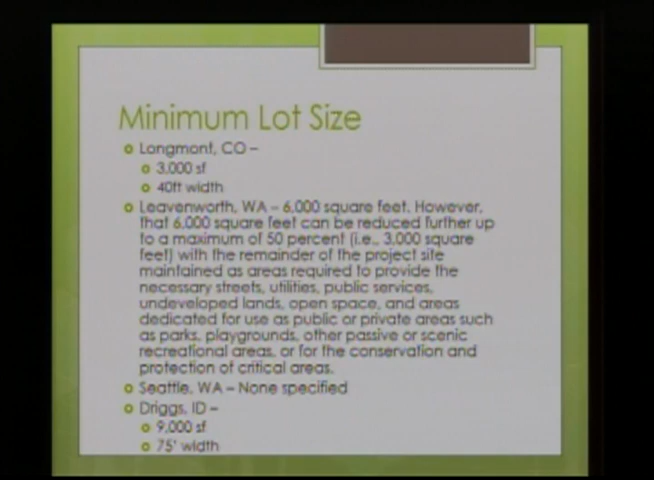 Minimum Lot Size
Longmont, CO –
3,000 sf
40ft width
Leavenworth, WA – 6,000 square feet. However,
that 6,000 square feet can be reduced further up
to a maximum of 50 percent (i.e., 3,000 square
feet) with the remainder of the project site
maintained as areas required to provide the
necessary streets, utilities, public services,
undeveloped lands, open space, and areas
dedicated for use as public or private areas such
as parks, playgrounds, other passive or scenic
recreational areas, or for the conservation and
protection of critical areas.
Seattle, WA – None specified
Driggs, ID –
9,000 sf
75' width